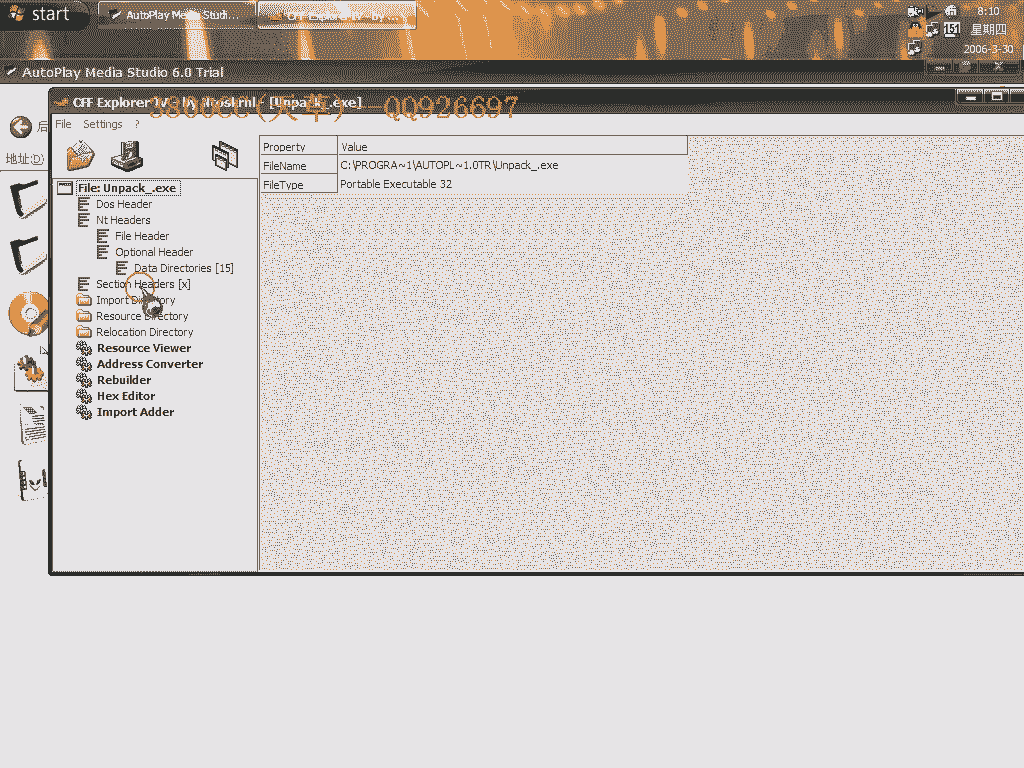 start
AutoPlay Media Studi...
CFF Explorer IV - by ...
8:10
星期四
2006-3-30
151
AutoPlay Media Studio 6.0 Trial
CFF Explorer IV - by Ntoskrnl - [Unpack_.exe]
--QQ926697
File Settings ?
后
地址(D)
Property Value
FileName C:\PROGRA~1\AUTOPL~1.0TR\Unpack_.exe
FileType Portable Executable 32
File: Unpack_.exe
Dos Header
Nt Headers
File Header
Optional Header
Data Directories [15]
Section Headers [x]
Import Directory
Resource Directory
Relocation Directory
Resource Viewer
Address Converter
Rebuilder
Hex Editor
Import Adder